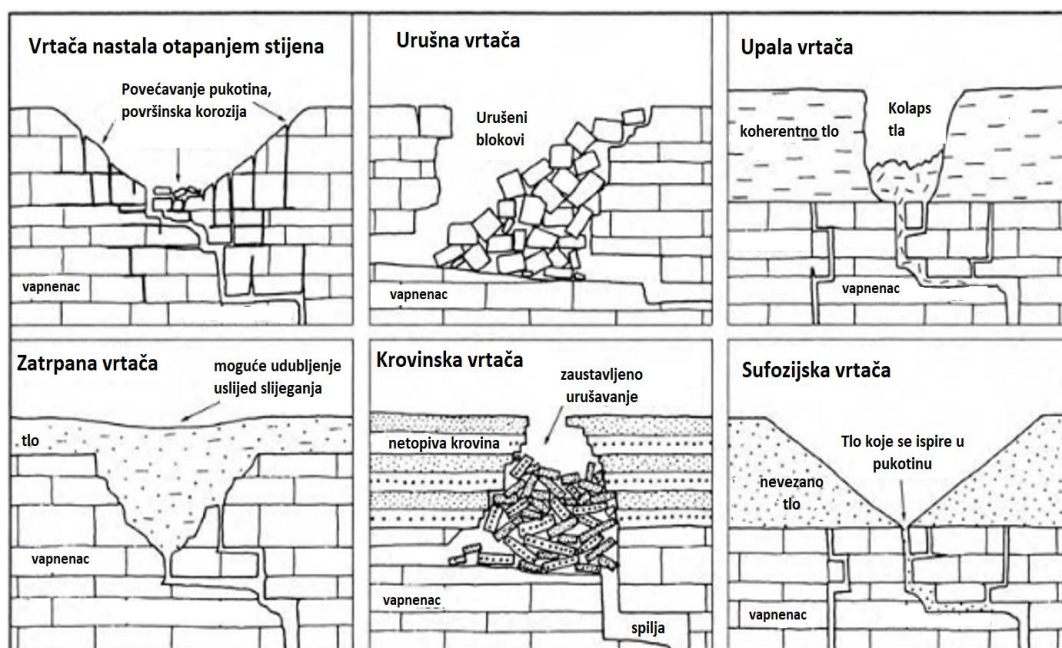 Vrtača nastala otapanjem stijena
Povećavanje pukotina,
površinska korozija
vapnenac
Urušna vrtača
Urušeni
blokovi
vapnenac
Upala vrtača
koherentno tlo
Kolaps
tla
vapnenac
Zatrpana vrtača
moguće udubljenje
uslijed slijeganja
tlo
vapnenac
Krovinska vrtača
zaustavljeno
urušavanje
netopiva krovina
vapnenac
spilja
Sufozijska vrtača
Tlo koje se ispire u
pukotinu
nevezano
tlo
vapnenac